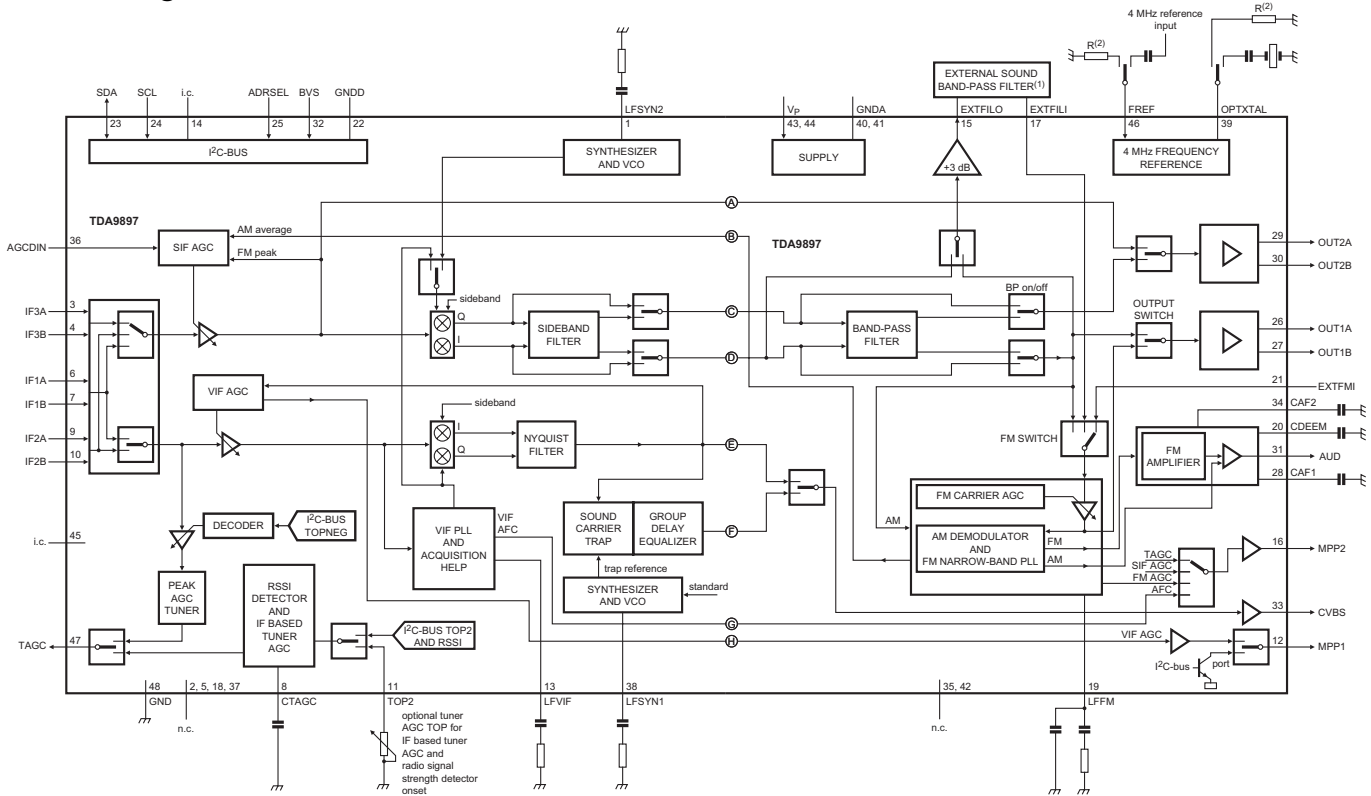 R(2)
4 MHz reference
input
R(2)
EXTERNAL SOUND
BAND-PASS FILTER(1)
SDA SCL i.c. ADRSEL BVS GNDD LFSYN2 VP GNDA EXTFILO EXTFILI FREF OPTXTAL
23 24 14 25 32 22 1 43, 44 40, 41 15 17 46 39
I2C-BUS
SYNTHESIZER
AND VCO
SUPPLY
+3 dB
4 MHz FREQUENCY
REFERENCE
TDA9897
A
AGCDIN
36
SIF AGC
AM average
FM peak
B
TDA9897
29
OUT2A
30
OUT2B
IF3A
3
IF3B
4
sideband
Q
I
SIDEBAND
FILTER
C
D
BAND-PASS
FILTER
BP on/off
OUTPUT
SWITCH
26
OUT1A
27
OUT1B
IF1A
6
IF1B
7
VIF AGC
21
EXTFMI
IF2A
9
IF2B
10
sideband
I
Q
NYQUIST
FILTER
E
FM SWITCH
34 CAF2
20 CDEEM
FM
AMPLIFIER
31
AUD
28 CAF1
DECODER
I2C-BUS
TOPNEG
VIF PLL
AND
ACQUISITION
HELP
VIF
AFC
SOUND
CARRIER
TRAP
GROUP
DELAY
EQUALIZER
F
FM CARRIER AGC
AM
AM DEMODULATOR
AND
FM NARROW-BAND PLL
FM
AM
i.c.
45
PEAK
AGC
TUNER
RSSI
DETECTOR
AND
IF BASED
TUNER
AGC
trap reference
SYNTHESIZER
AND VCO
standard
TAGC
SIF AGC
FM AGC
AFC
16
MPP2
I2C-BUS TOP2
AND RSSI
G
H
33
CVBS
TAGC
47
VIF AGC
I2C-bus
port
12
MPP1
48 2, 5, 18, 37 8 11 13 38 35, 42 19
GND CTAGC TOP2 LFVIF LFSYN1 LFFM
n.c.
n.c.
optional tuner
AGC TOP for
IF based tuner
AGC and
radio signal
strength detector
onset